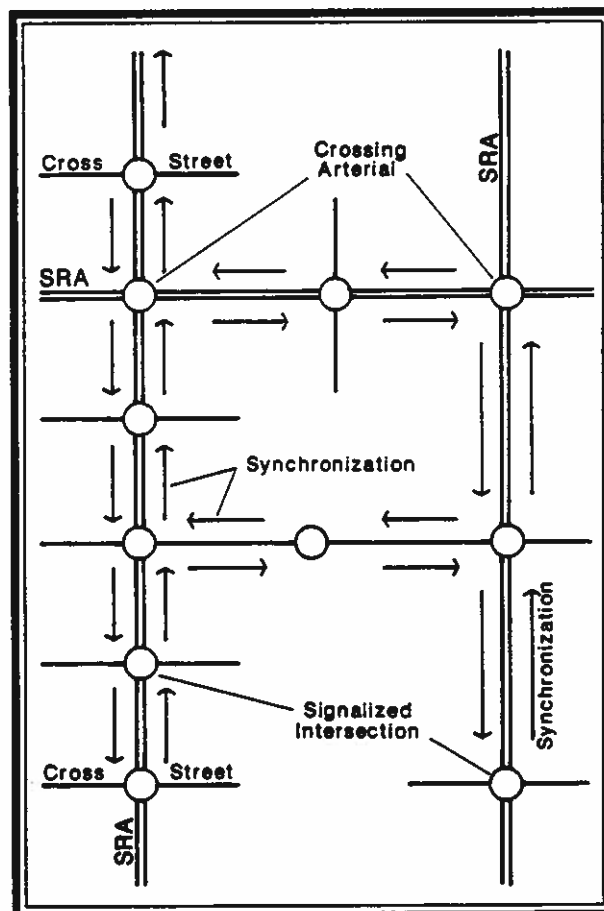 SRA
Cross Street
Crossing
Arterial
SRA
Synchronization
Synchronization
Signalized
Intersection
Cross Street
SRA